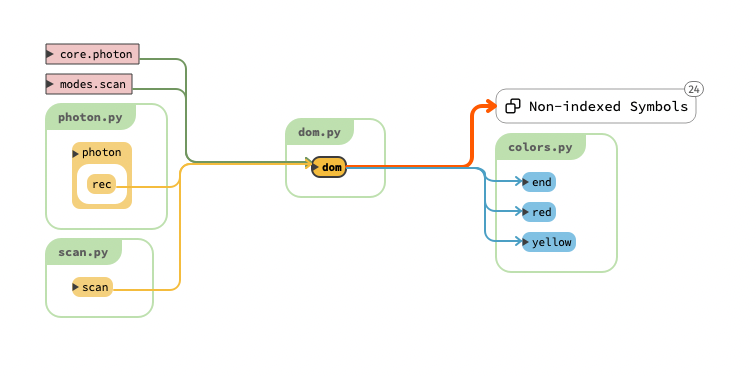 core.photon
modes.scan
photon.py
photon
rec
scan.py
scan
dom.py
dom
24
Non-indexed Symbols
colors.py
end
red
yellow